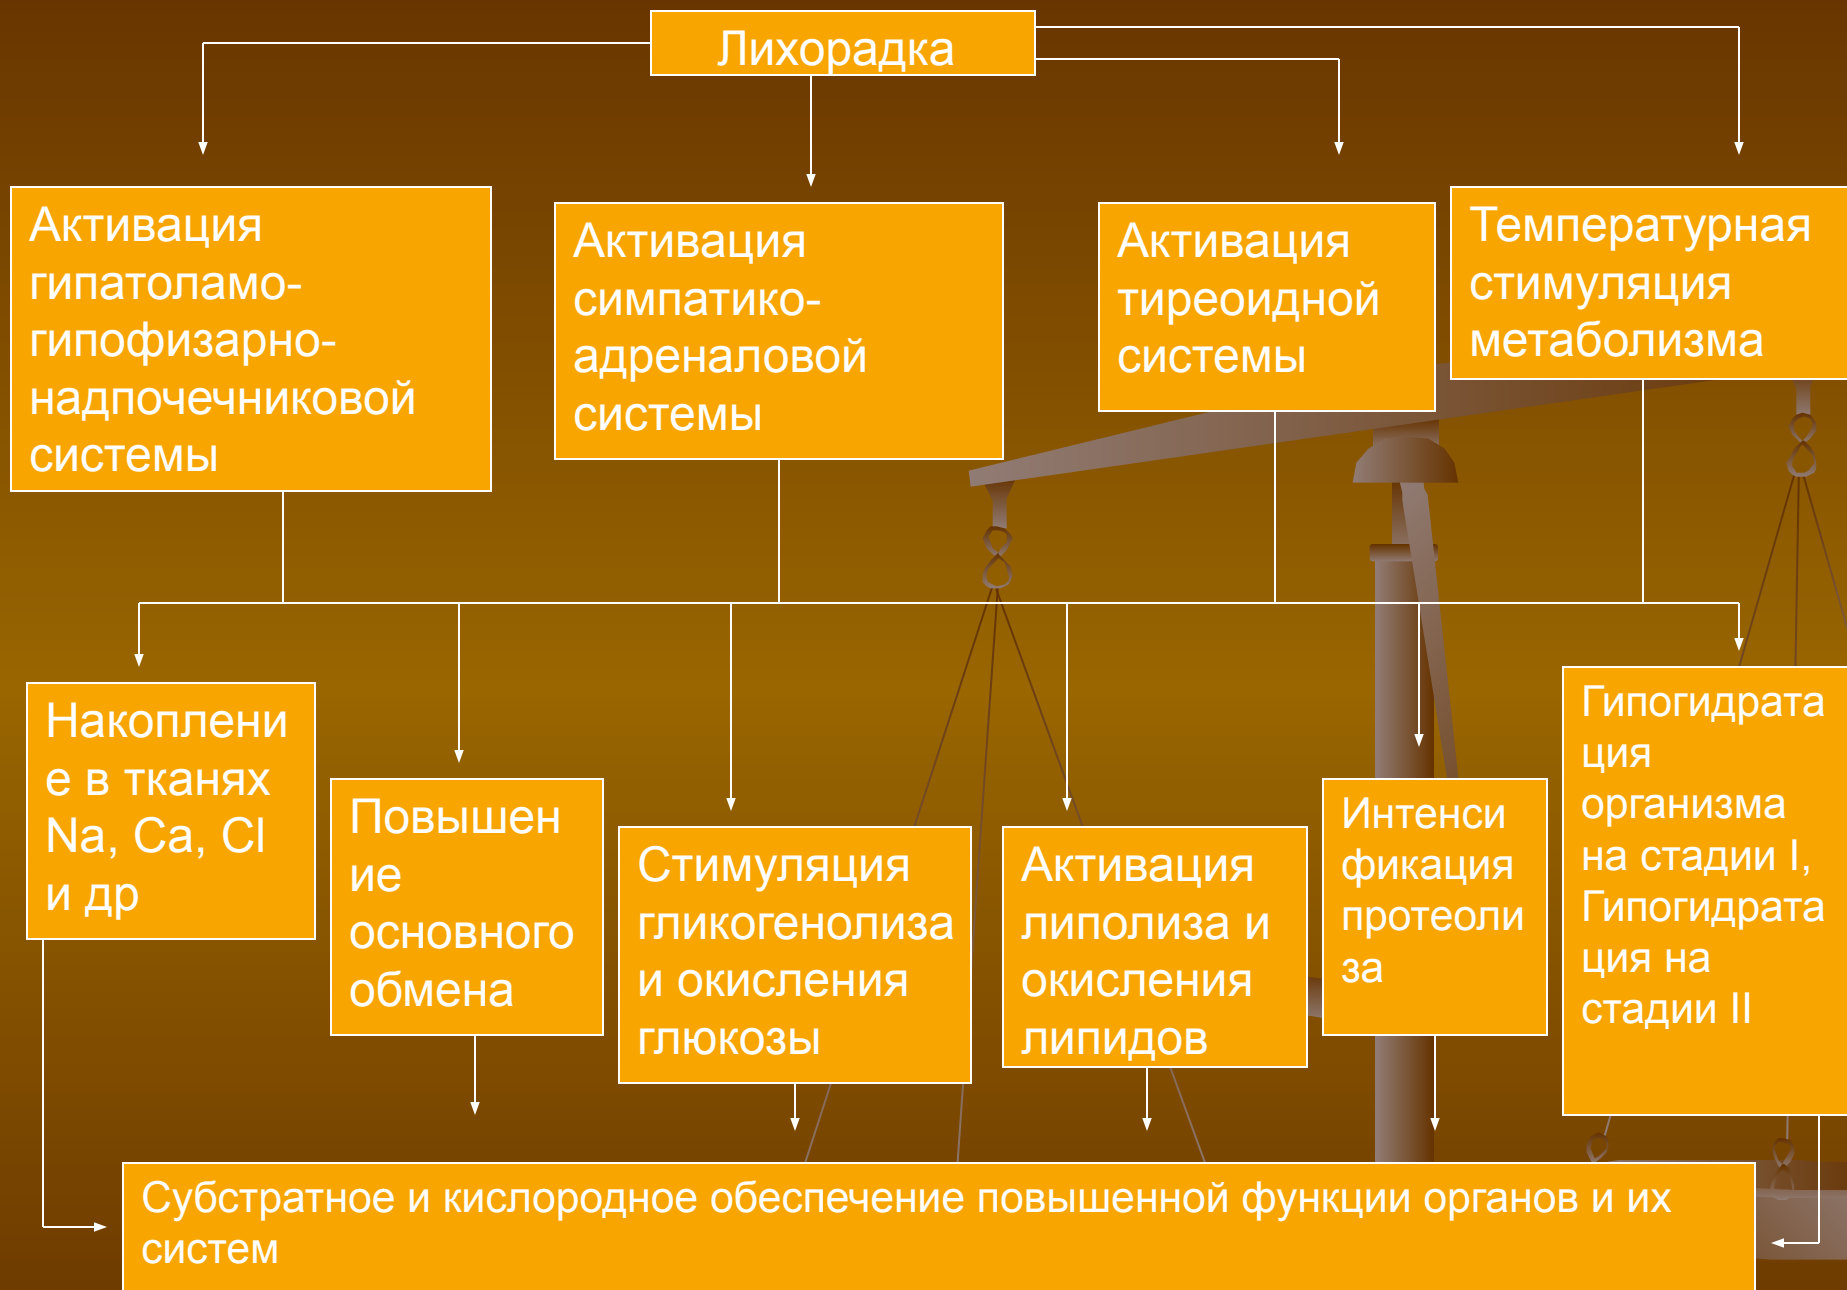 Лихорадка
Активация
гипатоламо-
гипофизарно-
надпочечниковой
системы
Активация
симпатико-
адреналовой
системы
Активация
тиреоидной
системы
Температурная
стимуляция
метаболизма
Накоплени
е в тканях
Na, Ca, Cl
и др
Повышен
ие
основного
обмена
Стимуляция
гликогенолиза
и окисления
глюкозы
Активация
липолиза и
окисления
липидов
Интенси
фикация
протеоли
за
Гипогидрата
ция
организма
на стадии I,
Гипогидрата
ция на
стадии II
Субстратное и кислородное обеспечение повышенной функции органов и их
систем